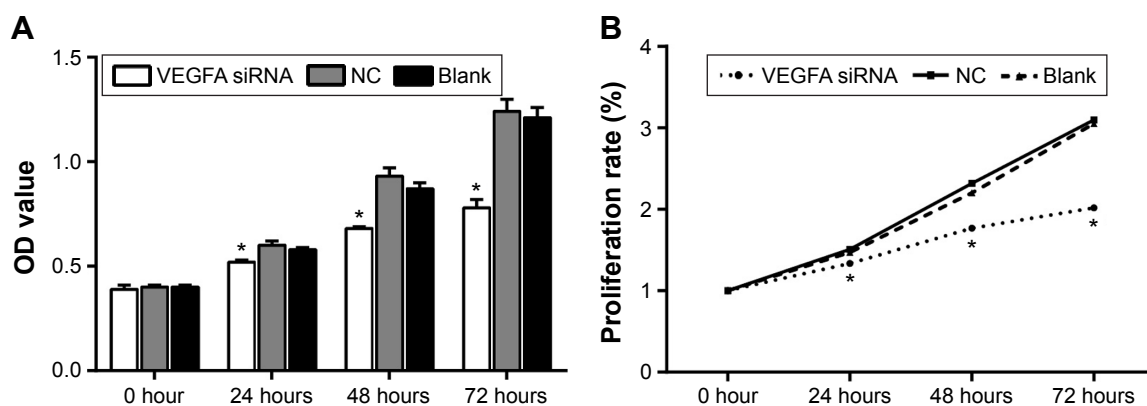 A
1.5
VEGFA siRNA NC Blank
1.0
0.5
0.0
OD value
* * *
0 hour 24 hours 48 hours 72 hours
B
4
VEGFA siRNA NC Blank
3
2
1
0
Proliferation rate (%)
* * *
0 hour 24 hours 48 hours 72 hours